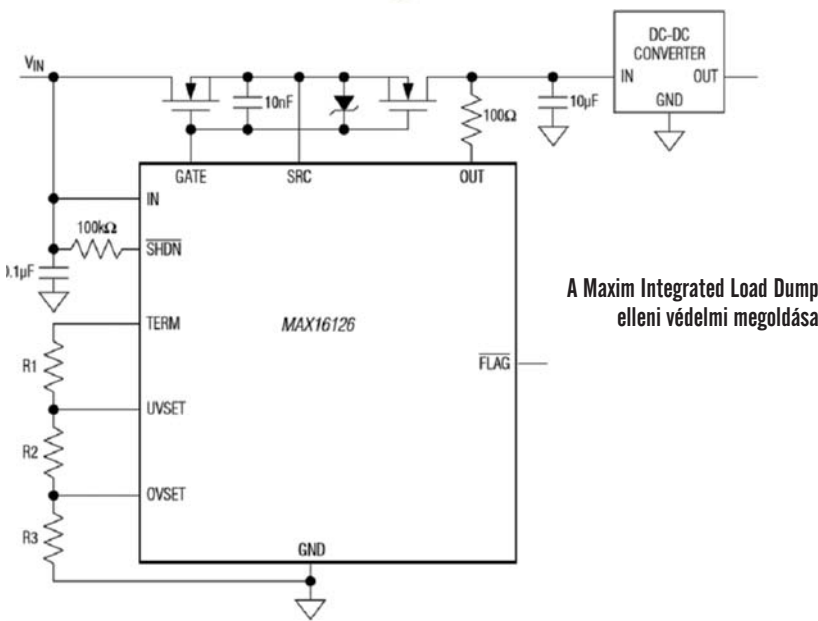 DC-DC
CONVERTER
IN OUT
GND
VIN
10nF
100Ω
10µF
GATE SRC OUT
IN
100kΩ
SHDN
.1µF
TERM
MAX16126
A Maxim Integrated Load Dump
elleni védelmi megoldása
FLAG
R1
UVSET
R2
OVSET
R3
GND